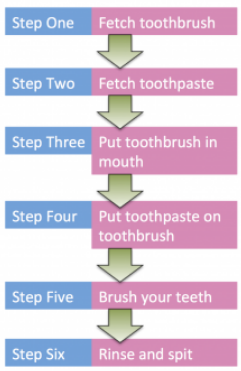 Step One Fetch toothbrush
Step Two Fetch toothpaste
Step Three Put toothbrush in
mouth
Step Four Put toothpaste on
toothbrush
Step Five Brush your teeth
Step Six Rinse and spit